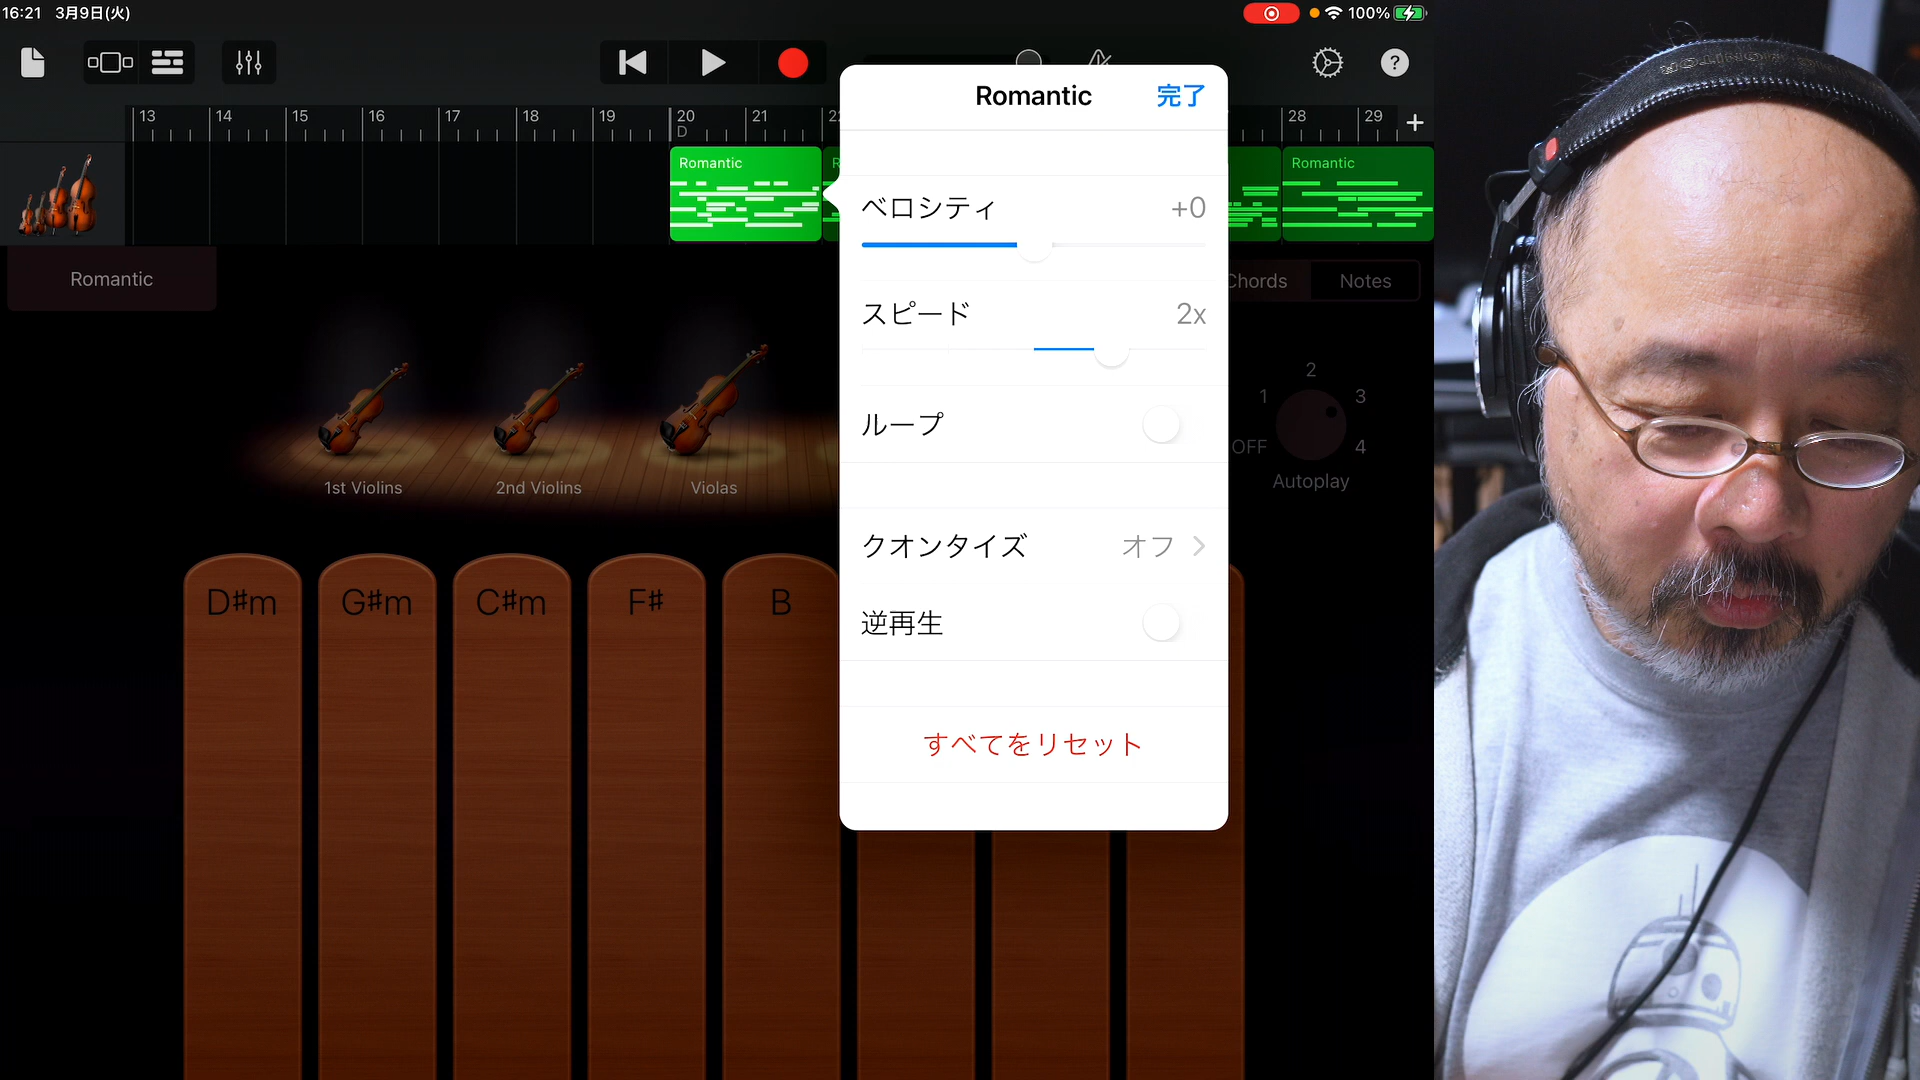 16:21 3月9日(火)
100%
13 14 15 16 17 18 19 20 21 22 28 29
D
Romantic 完了
Romantic
Romantic
ベロシティ +0
スピード 2x
ループ
クオンタイズ オフ
逆再生
すべてをリセット
Romantic
Chords Notes
1st Violins 2nd Violins Violas
OFF 1 2 3 4
Autoplay
D#m G#m C#m F# B